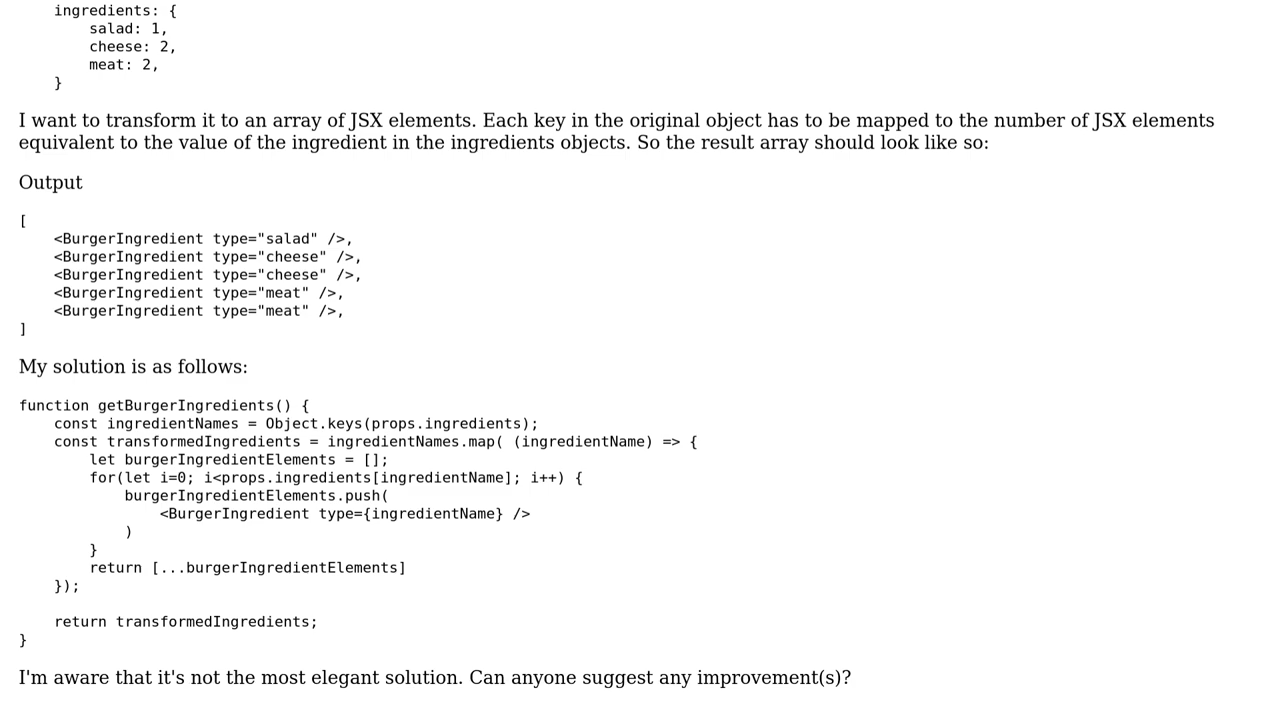 ingredients: {
        salad: 1,
        cheese: 2,
        meat: 2,
    }
I want to transform it to an array of JSX elements. Each key in the original object has to be mapped to the number of JSX elements
equivalent to the value of the ingredient in the ingredients objects. So the result array should look like so:
Output
[
    <BurgerIngredient type="salad" />,
    <BurgerIngredient type="cheese" />,
    <BurgerIngredient type="cheese" />,
    <BurgerIngredient type="meat" />,
    <BurgerIngredient type="meat" />,
]
My solution is as follows:
function getBurgerIngredients() {
    const ingredientNames = Object.keys(props.ingredients);
    const transformedIngredients = ingredientNames.map( (ingredientName) => {
        let burgerIngredientElements = [];
        for(let i=0; i<props.ingredients[ingredientName]; i++) {
            burgerIngredientElements.push(
                <BurgerIngredient type={ingredientName} />
            )
        }
        return [...burgerIngredientElements]
    });
    return transformedIngredients;
}
I'm aware that it's not the most elegant solution. Can anyone suggest any improvement(s)?